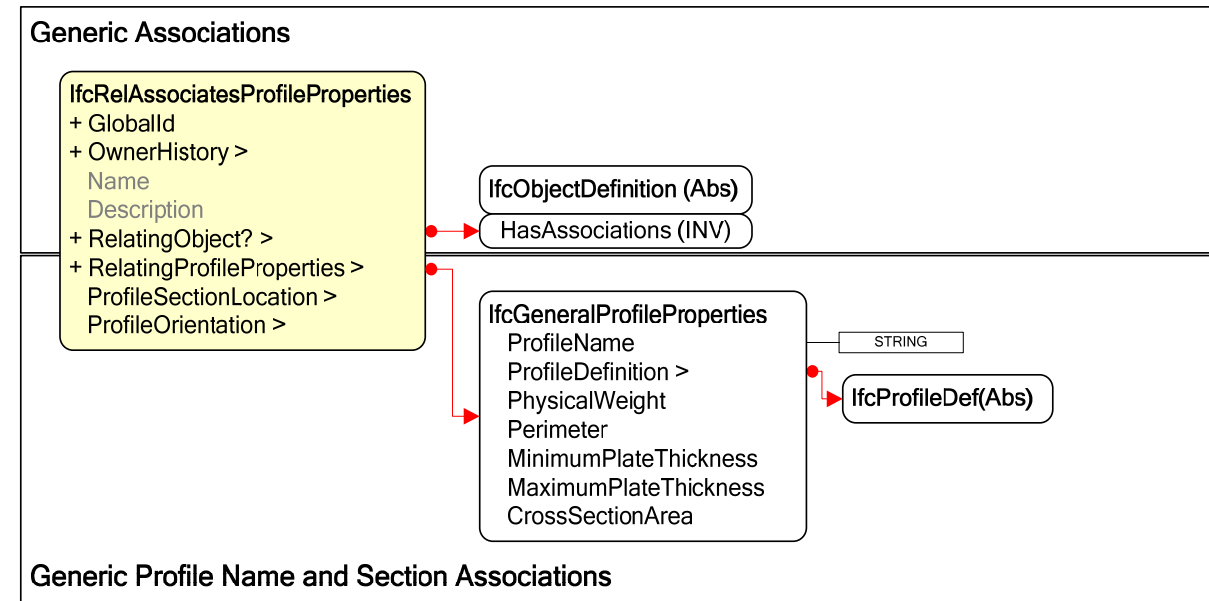 Generic Associations
IfcRelAssociatesProfileProperties
+ GlobalId
+ OwnerHistory >
Name
Description
+ RelatingObject? >
+ RelatingProfileProperties >
ProfileSectionLocation >
ProfileOrientation >
IfcObjectDefinition (Abs)
HasAssociations (INV)
IfcGeneralProfileProperties
ProfileName
ProfileDefinition >
PhysicalWeight
Perimeter
MinimumPlateThickness
MaximumPlateThickness
CrossSectionArea
STRING
IfcProfileDef(Abs)
Generic Profile Name and Section Associations